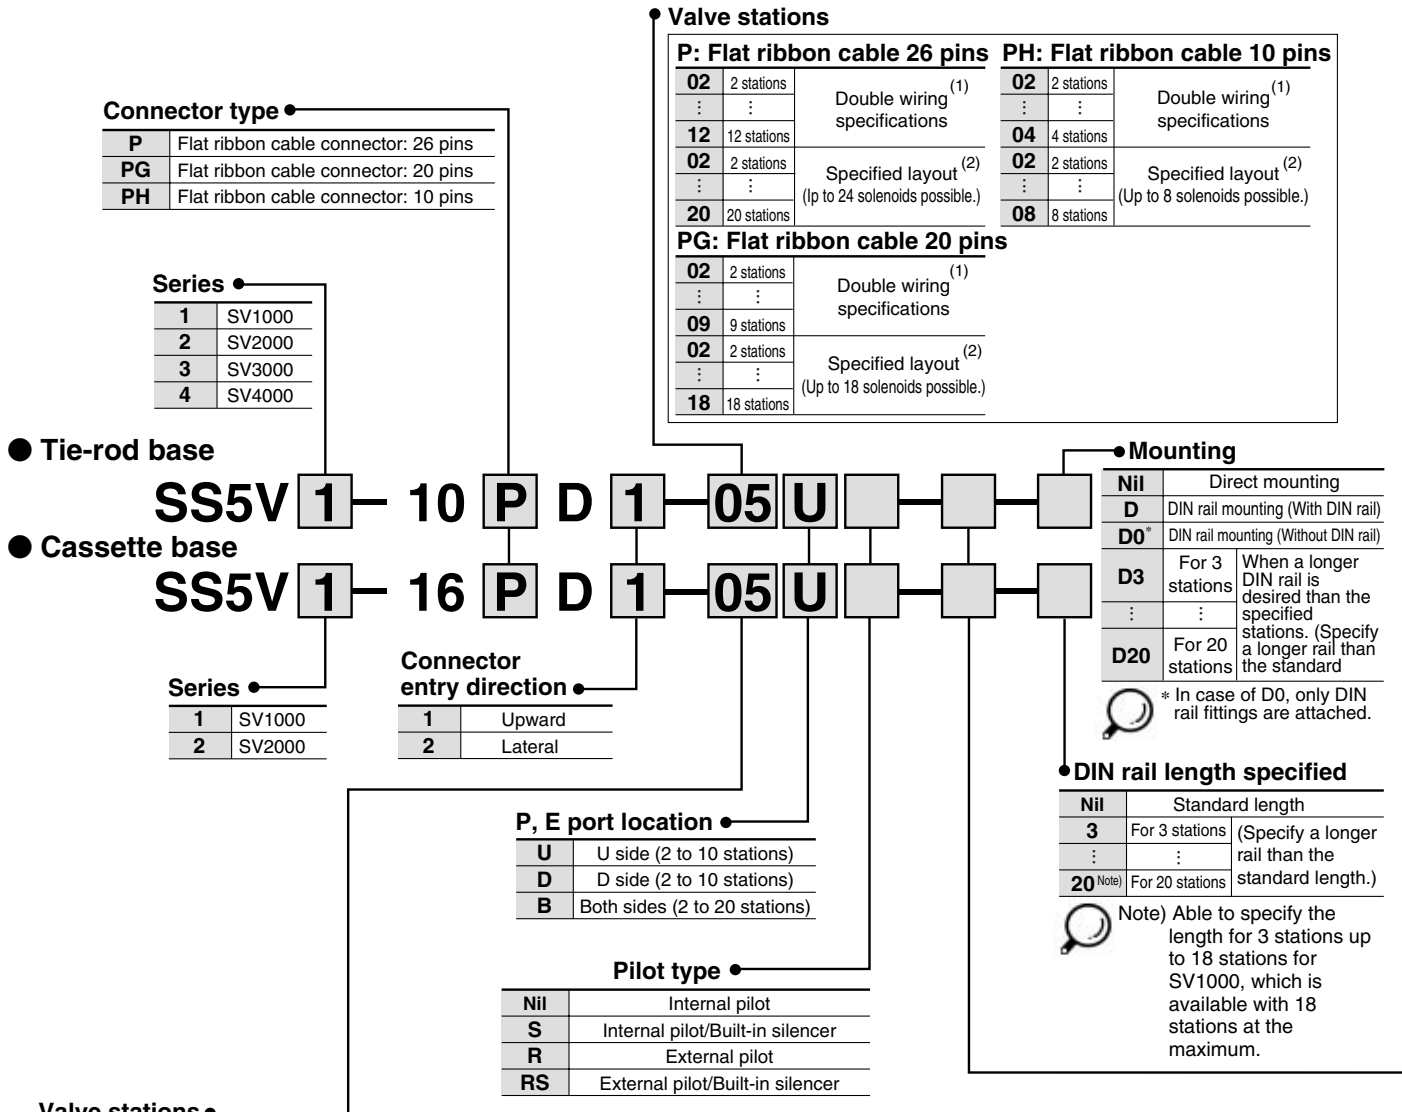 Valve stations
P: Flat ribbon cable 26 pins
02 2 stations Double wiring (1)
⋮ ⋮ specifications
12 12 stations
02 2 stations Specified layout (2)
⋮ ⋮ (Ip to 24 solenoids possible.)
20 20 stations
PH: Flat ribbon cable 10 pins
02 2 stations Double wiring (1)
⋮ ⋮ specifications
04 4 stations
02 2 stations Specified layout (2)
⋮ ⋮ (Up to 8 solenoids possible.)
08 8 stations
PG: Flat ribbon cable 20 pins
02 2 stations Double wiring (1)
⋮ ⋮ specifications
09 9 stations
02 2 stations Specified layout (2)
⋮ ⋮ (Up to 18 solenoids possible.)
18 18 stations
Connector type
P Flat ribbon cable connector: 26 pins
PG Flat ribbon cable connector: 20 pins
PH Flat ribbon cable connector: 10 pins
Series
1 SV1000
2 SV2000
3 SV3000
4 SV4000
● Tie-rod base
SS5V 1 – 10 P D 1 – 05 U – –
● Cassette base
SS5V 1 – 16 P D 1 – 05 U – –
Mounting
Nil Direct mounting
D DIN rail mounting (With DIN rail)
D0* DIN rail mounting (Without DIN rail)
D3 For 3 stations
⋮ ⋮
D20 For 20 stations
When a longer
DIN rail is
desired than the
specified
stations. (Specify
a longer rail than
the standard
* In case of D0, only DIN
rail fittings are attached.
Series
1 SV1000
2 SV2000
Connector
entry direction
1 Upward
2 Lateral
DIN rail length specified
Nil Standard length
3 For 3 stations
⋮ ⋮
20 Note) For 20 stations
(Specify a longer
rail than the
standard length.)
Note) Able to specify the
length for 3 stations up
to 18 stations for
SV1000, which is
available with 18
stations at the
maximum.
P, E port location
U U side (2 to 10 stations)
D D side (2 to 10 stations)
B Both sides (2 to 20 stations)
Pilot type
Nil Internal pilot
S Internal pilot/Built-in silencer
R External pilot
RS External pilot/Built-in silencer
Valve stations